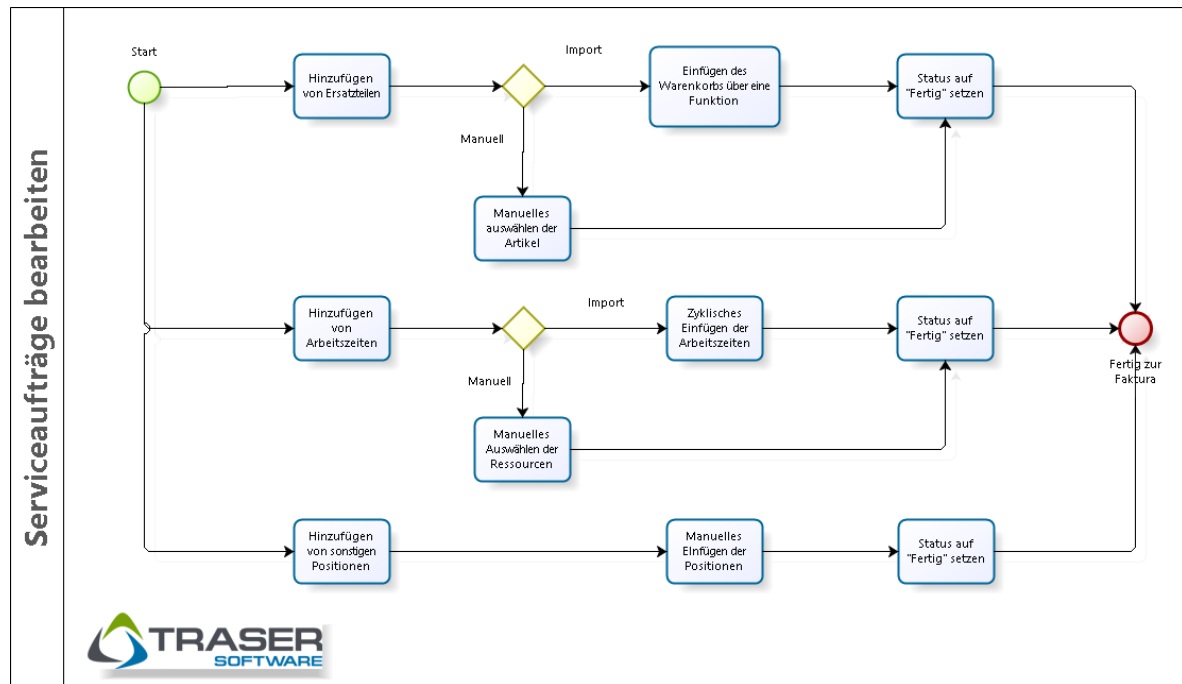 Serviceaufträge bearbeiten
Start
Hinzufügen
von Ersatzteilen
Import
Manuell
Einfügen des
Warenkorbs über eine
Funktion
Status auf
"Fertig" setzen
Manuelles
auswählen der
Artikel
Hinzufügen
von
Arbeitszeiten
Import
Manuell
Zyklisches
Einfügen der
Arbeitszeiten
Status auf
"Fertig" setzen
Fertig zur
Faktura
Manuelles
Auswählen der
Ressourcen
Hinzufügen
von sonstigen
Positionen
Manuelles
EInfügen der
Positionen
Status auf
"Fertig" setzen
TRASER
SOFTWARE